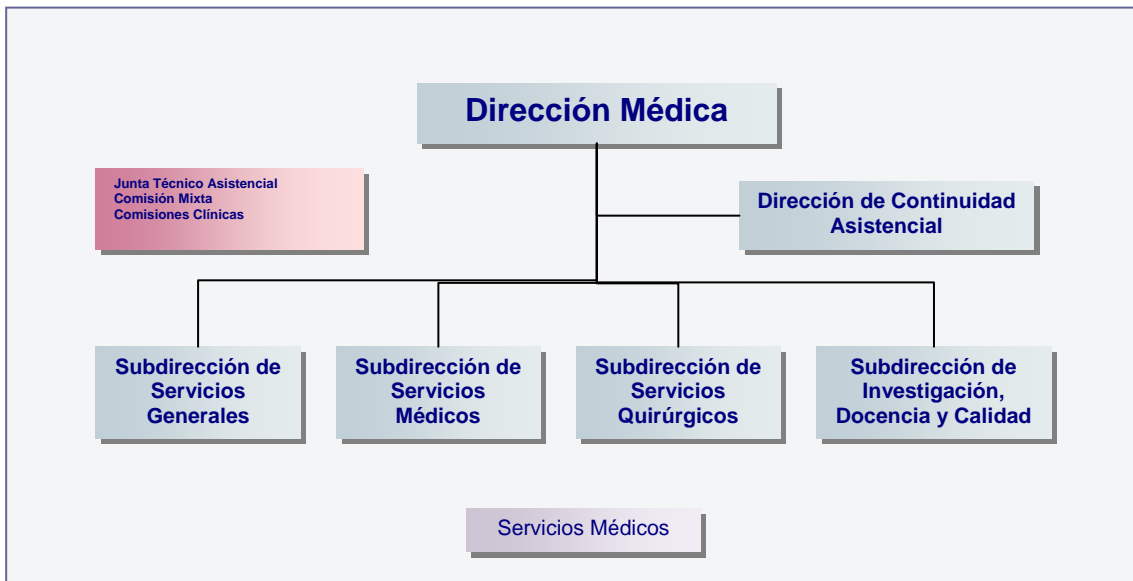 Dirección Médica
Junta Técnico Asistencial
Comisión Mixta
Comisiones Clínicas
Dirección de Continuidad
Asistencial
Subdirección de
Servicios
Generales
Subdirección de
Servicios
Médicos
Subdirección de
Servicios
Quirúrgicos
Subdirección de
Investigación,
Docencia y Calidad
Servicios Médicos